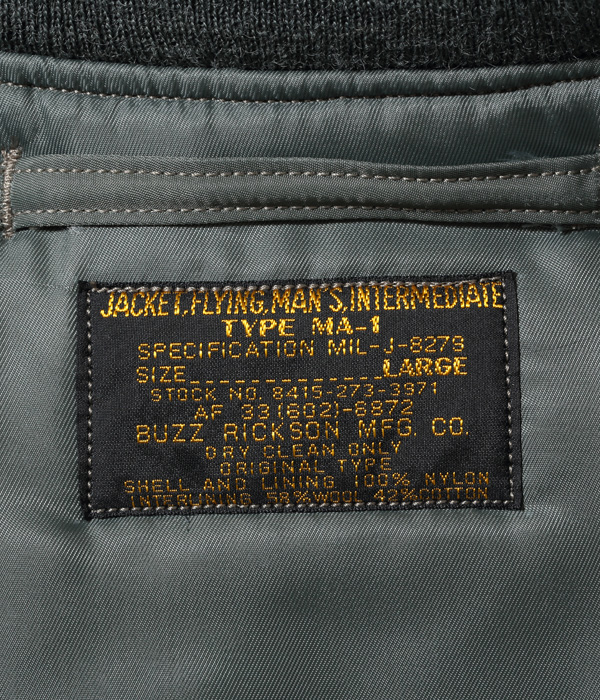 JACKET, FLYING, MAN'S, INTERMEDIATE
TYPE MA-1
SPECIFICATION MIL-J-8279
SIZE LARGE
STOCK NO. 8415-273-3971
AF 33(602)-6972
BUZZ RICKSON MFG. CO.
DRY CLEAN ONLY
ORIGINAL TYPE
SHELL AND LINING 100% NYLON
INTERLINING 58%WOOL 42%COTTON